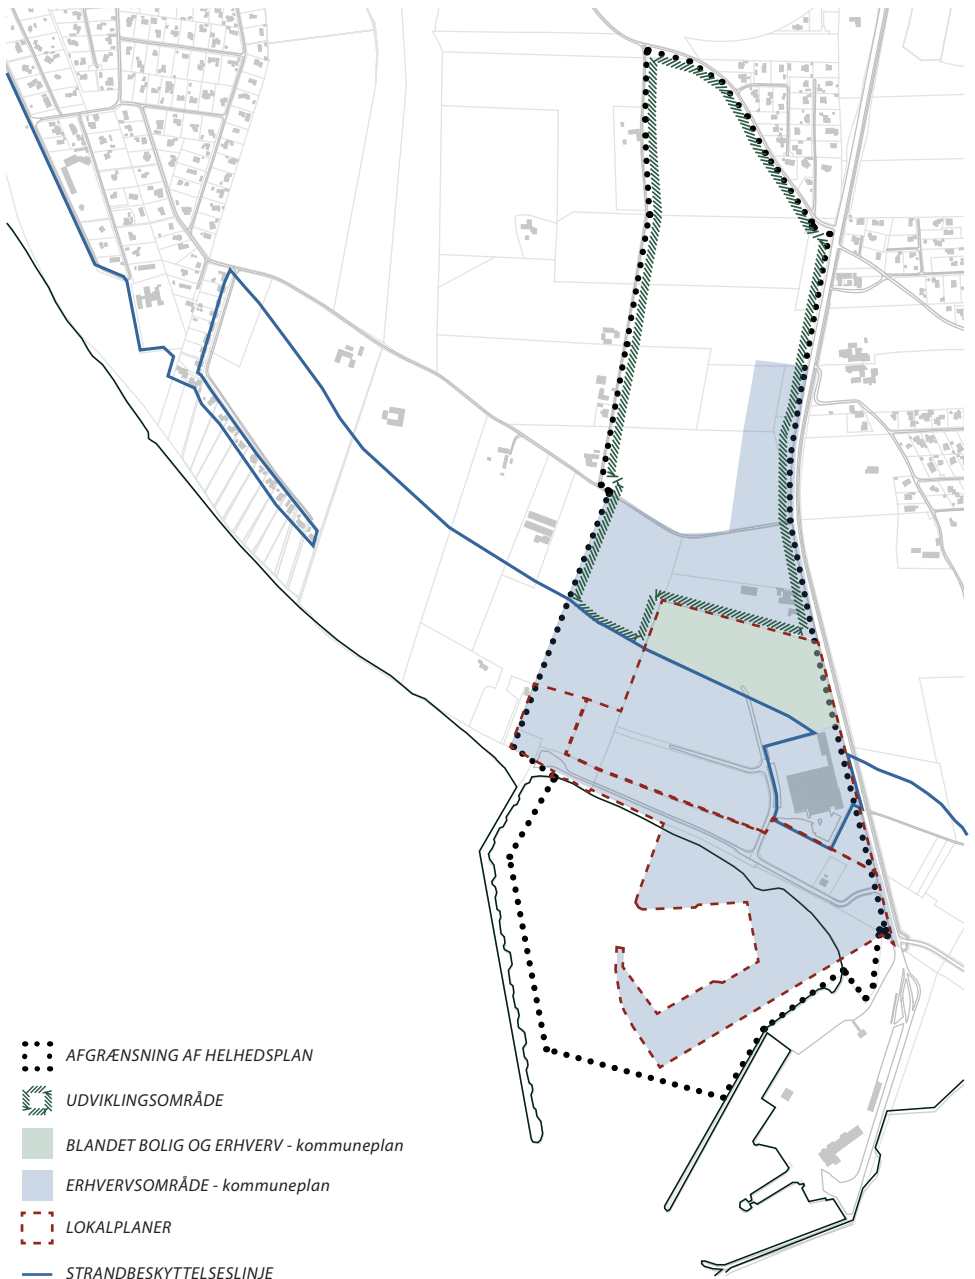 AFGRÆNSNING AF HELHEDSPLAN
UDVIKLINGSOMRÅDE
BLANDET BOLIG OG ERHVERV - kommuneplan
ERHVERVSOMRÅDE - kommuneplan
LOKALPLANER
STRANDBESKYTTELSESLINJE